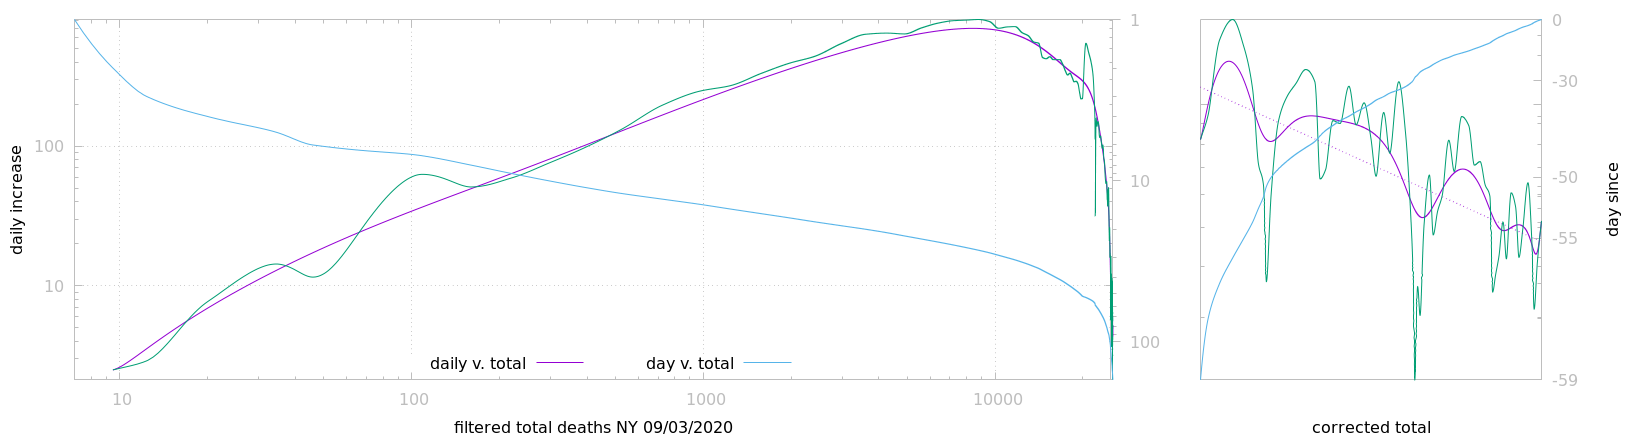 daily increase
100
10
10
100
1000
10000
1
10
100
daily v. total
day v. total
filtered total deaths NY 09/03/2020
0
-30
-50
-55
-59
day since
corrected total